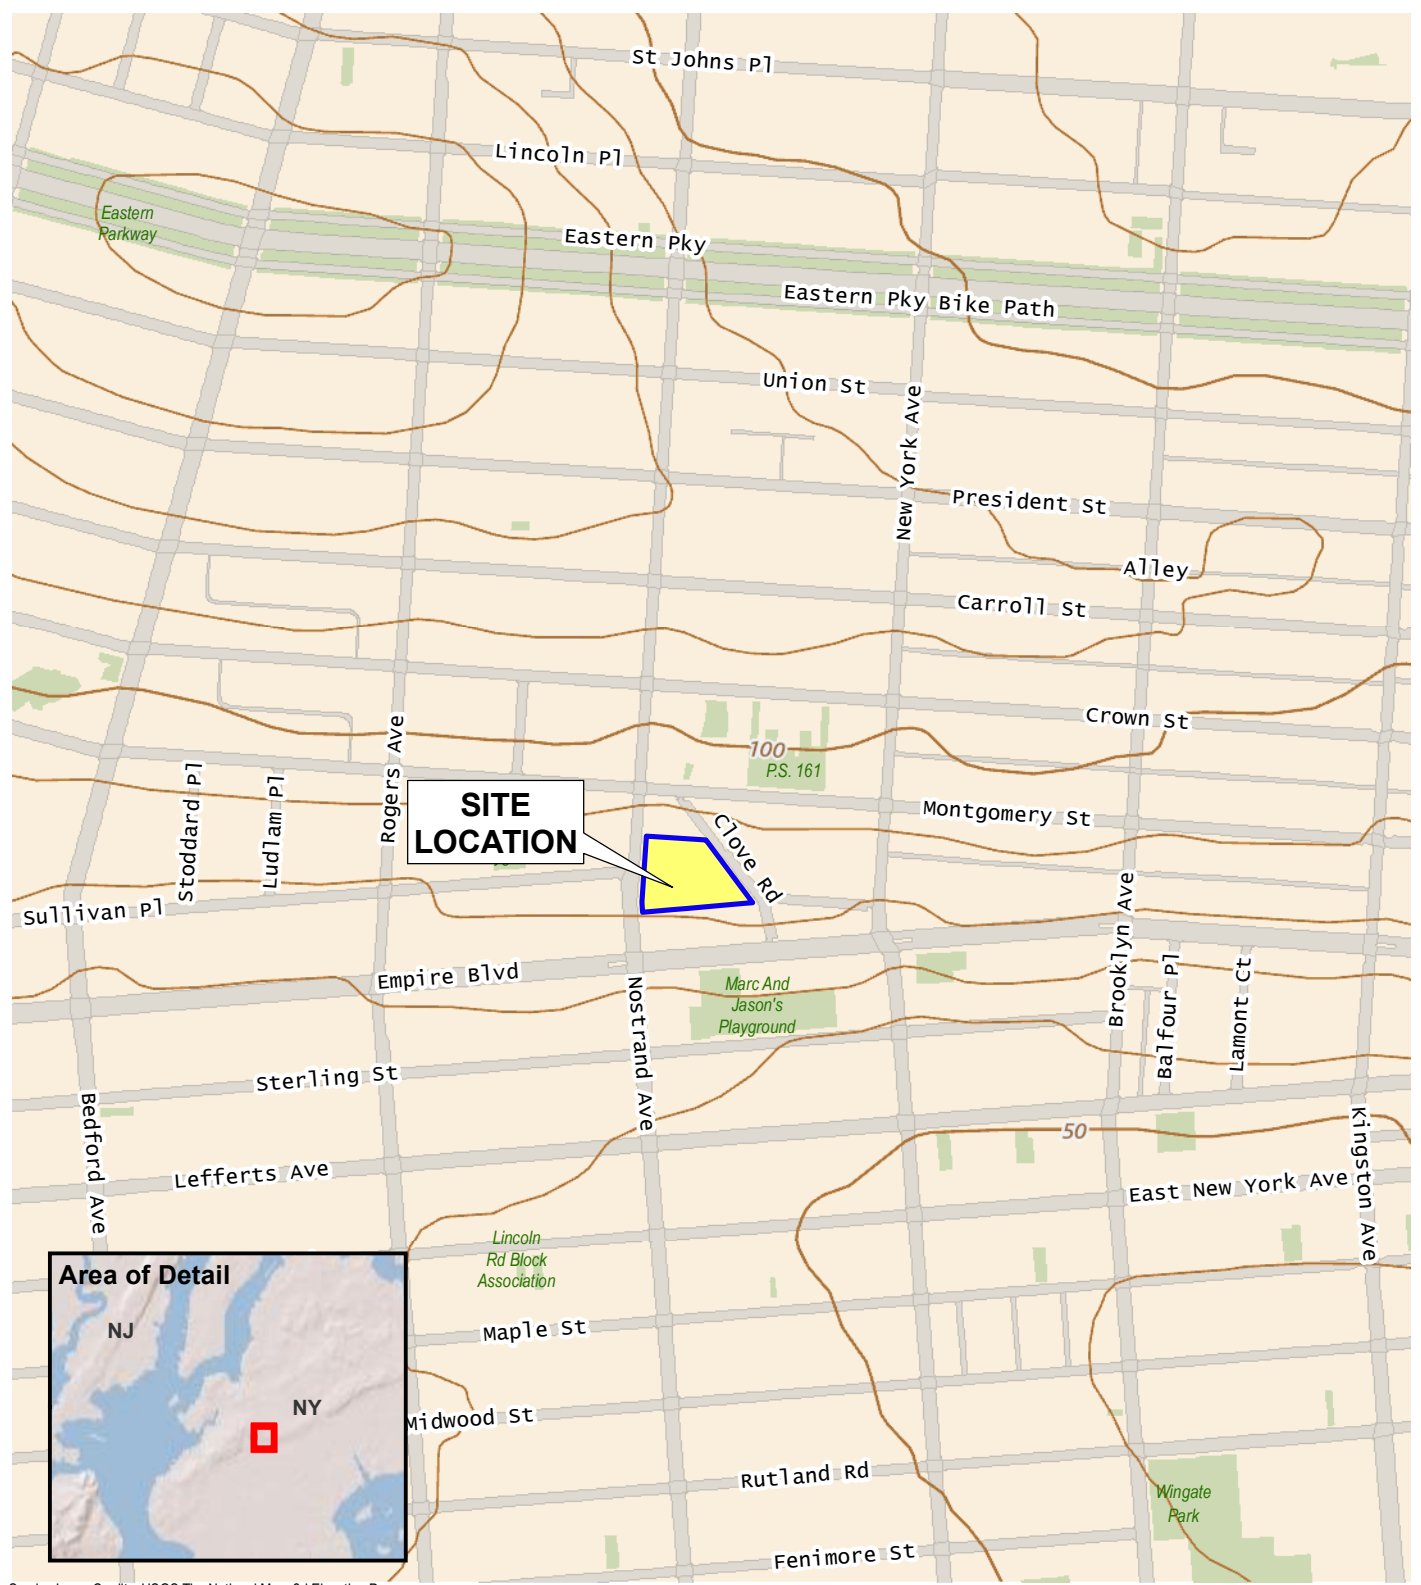 St Johns Pl
Lincoln Pl
Eastern
Parkway
Eastern Pky
Eastern Pky Bike Path
Union St
New York Ave
President St
Alley
Carroll St
Crown St
100
P.S. 161
Rogers Ave
Stoddard Pl
Ludlam Pl
SITE
LOCATION
Clove Rd
Montgomery St
Sullivan Pl
Brooklyn Ave
Empire Blvd
Nostrand Ave
Marc And
Jason's
Playground
Balfour Pl
Lamont Ct
Sterling St
Bedford Ave
50
Kingston Ave
Lefferts Ave
East New York Ave
Lincoln
Rd Block
Association
Area of Detail
NJ
NY
Maple St
Midwood St
Rutland Rd
Wingate
Park
Fenimore St